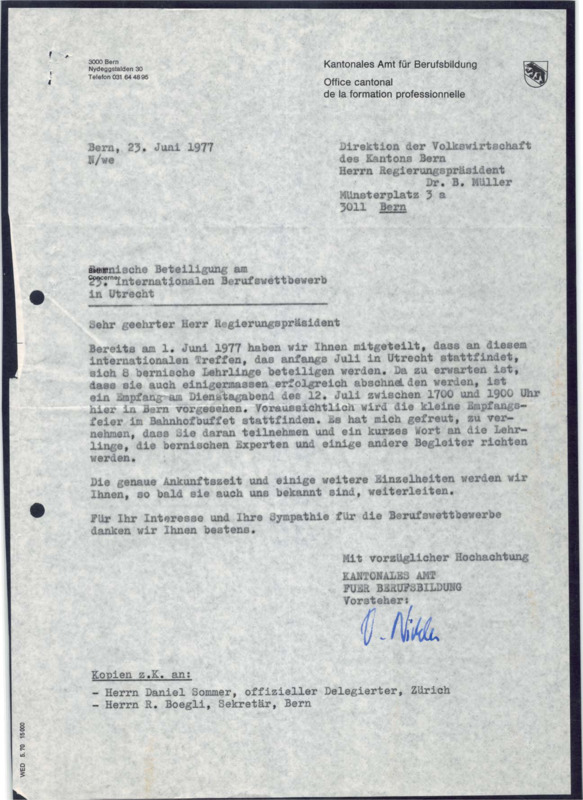 3000 Bern
Nydeggstalden 30
Telefon 031 64 48 96
Kantonales Amt für Berufsbildung
Office cantonal
de la formation professionnelle
Bern, 23. Juni 1977
N/we
Direktion der Volkswirtschaft
des Kantons Bern
Herrn Regierungspräsident
Dr. B. Müller
Münsterplatz 3 a
3011 Bern
Bernische Beteiligung am
Concerne
23. Internationalen Berufswettbewerb
in Utrecht
Sehr geehrter Herr Regierungspräsident
Bereits am 1. Juni 1977 haben wir Ihnen mitgeteilt, dass an diesem
internationalen Treffen, das anfangs Juli in Utrecht stattfindet,
sich 8 bernische Lehrlinge beteiligen werden. Da zu erwarten ist,
dass sie auch einigermassen erfolgreich abschneiden werden, ist
ein Empfang am Dienstagabend des 12. Juli zwischen 1700 und 1900 Uhr
hier in Bern vorgesehen. Voraussichtlich wird die kleine Empfangs-
feier im Bahnhofbuffet stattfinden. Es hat mich gefreut, zu ver-
nehmen, dass Sie daran teilnehmen und ein kurzes Wort an die Lehr-
linge, die bernischen Experten und einige andere Begleiter richten
werden.
Die genaue Ankunftszeit und einige weitere Einzelheiten werden wir
Ihnen, so bald sie auch uns bekannt sind, weiterleiten.
Für Ihr Interesse und Ihre Sympathie für die Berufswettbewerbe
danken wir Ihnen bestens.
Mit vorzüglicher Hochachtung
KANTONALES AMT
FUER BERUFSBILDUNG
Vorsteher:
Kopien z.K. an:
- Herrn Daniel Sommer, offizieller Delegierter, Zürich
- Herrn R. Boegli, Sekretär, Bern
WED 5. 70 15 000